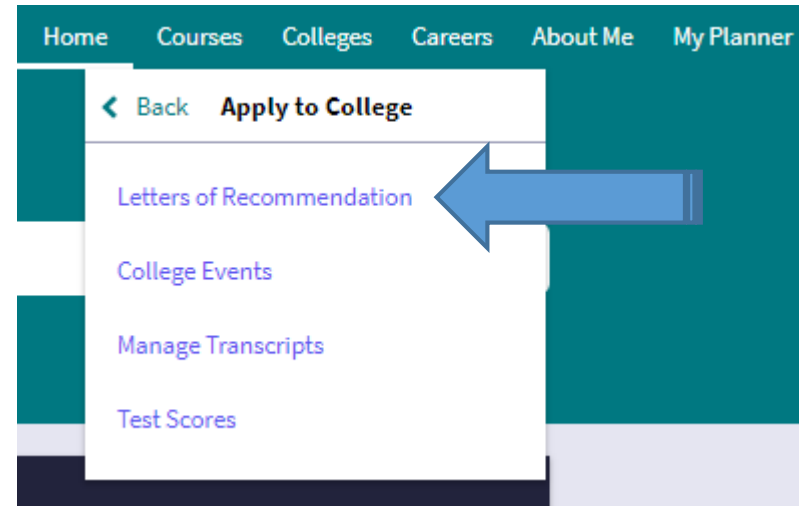 Home Courses Colleges Careers About Me My Planner
Back Apply to College
Letters of Recommendation
College Events
Manage Transcripts
Test Scores